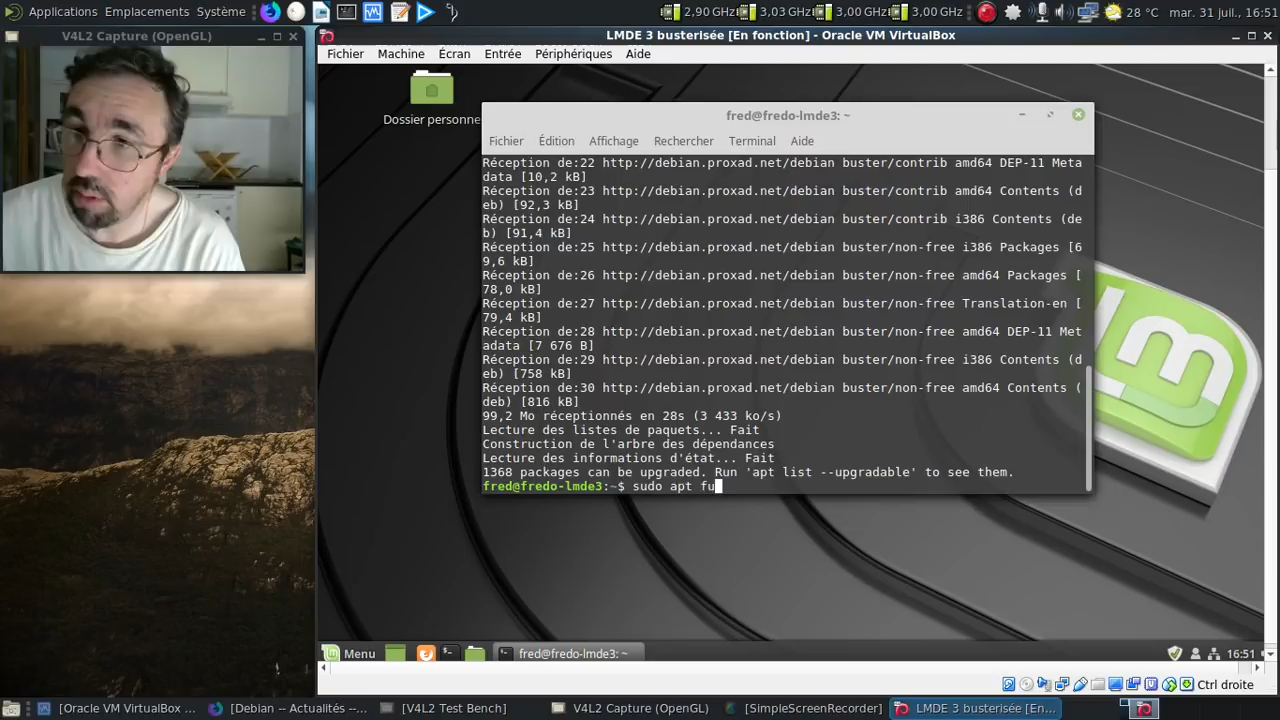 Applications Emplacements Système
2,90 GHz 3,03 GHz 3,00 GHz 3,00 GHz 28 °C mar. 31 juil., 16:51
V4L2 Capture (OpenGL)
LMDE 3 busterisée [En fonction] - Oracle VM VirtualBox
Fichier Machine Écran Entrée Périphériques Aide
Dossier personne
fred@fredo-lmde3: ~
Fichier Édition Affichage Rechercher Terminal Aide
Réception de:22 http://debian.proxad.net/debian buster/contrib amd64 DEP-11 Meta
data [10,2 kB]
Réception de:23 http://debian.proxad.net/debian buster/contrib amd64 Contents (d
eb) [92,3 kB]
Réception de:24 http://debian.proxad.net/debian buster/contrib i386 Contents (de
b) [91,4 kB]
Réception de:25 http://debian.proxad.net/debian buster/non-free i386 Packages [6
9,6 kB]
Réception de:26 http://debian.proxad.net/debian buster/non-free amd64 Packages [
78,0 kB]
Réception de:27 http://debian.proxad.net/debian buster/non-free Translation-en [
79,4 kB]
Réception de:28 http://debian.proxad.net/debian buster/non-free amd64 DEP-11 Met
adata [7 676 B]
Réception de:29 http://debian.proxad.net/debian buster/non-free i386 Contents (d
eb) [758 kB]
Réception de:30 http://debian.proxad.net/debian buster/non-free amd64 Contents (
deb) [816 kB]
99,2 Mo réceptionnés en 28s (3 433 ko/s)
Lecture des listes de paquets... Fait
Construction de l'arbre des dépendances
Lecture des informations d'état... Fait
1368 packages can be upgraded. Run 'apt list --upgradable' to see them.
fred@fredo-lmde3:~$ sudo apt fu
Menu fred@fredo-lmde3: ~ 16:51
Ctrl droite
[Oracle VM VirtualBox ... [Debian -- Actualités -- ... [V4L2 Test Bench] V4L2 Capture (OpenGL) [SimpleScreenRecorder] LMDE 3 busterisée [En...